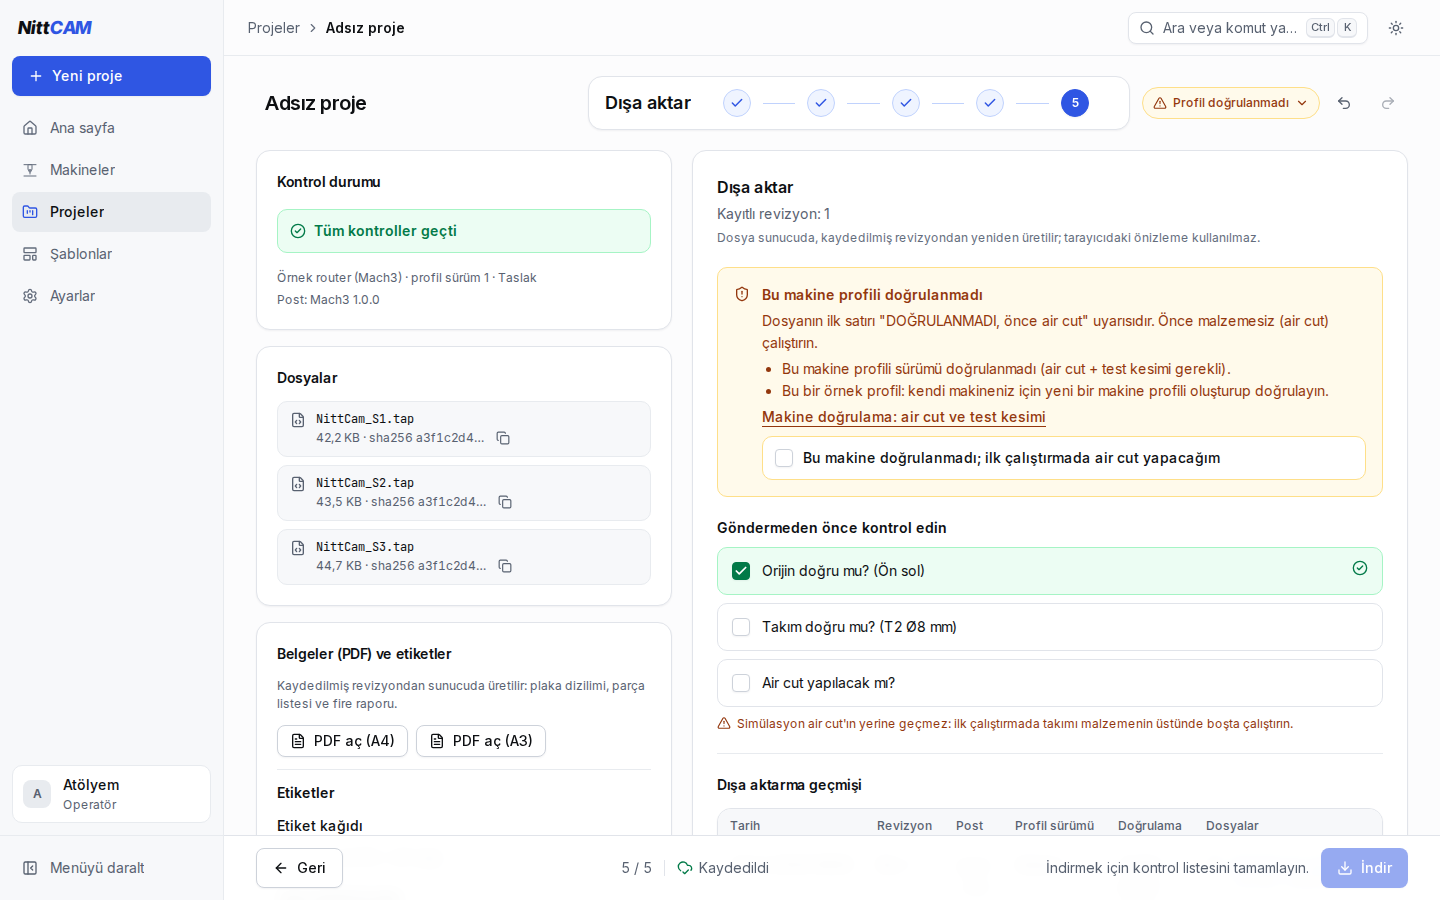 NittCAM
Yeni proje
Ana sayfa
Makineler
Projeler
Şablonlar
Ayarlar
A
Atölyem
Operatör
Menüyü daralt
Projeler
Adsız proje
Ara veya komut ya…
Ctrl
K
Adsız proje
Dışa aktar
5
Profil doğrulanmadı
Kontrol durumu
Tüm kontroller geçti
Örnek router (Mach3) · profil sürüm 1 · Taslak
Post: Mach3 1.0.0
Dosyalar
NittCam_S1.tap
42,2 KB · sha256 a3f1c2d4…
NittCam_S2.tap
43,5 KB · sha256 a3f1c2d4…
NittCam_S3.tap
44,7 KB · sha256 a3f1c2d4…
Belgeler (PDF) ve etiketler
Kaydedilmiş revizyondan sunucuda üretilir: plaka dizilimi, parça
listesi ve fire raporu.
PDF aç (A4)
PDF aç (A3)
Etiketler
Etiket kağıdı
Dışa aktar
Kayıtlı revizyon: 1
Dosya sunucuda, kaydedilmiş revizyondan yeniden üretilir; tarayıcıdaki önizleme kullanılmaz.
Bu makine profili doğrulanmadı
Dosyanın ilk satırı "DOĞRULANMADI, önce air cut" uyarısıdır. Önce malzemesiz (air cut)
çalıştırın.
• Bu makine profili sürümü doğrulanmadı (air cut + test kesimi gerekli).
• Bu bir örnek profil: kendi makineniz için yeni bir makine profili oluşturup doğrulayın.
Makine doğrulama: air cut ve test kesimi
Bu makine doğrulanmadı; ilk çalıştırmada air cut yapacağım
Göndermeden önce kontrol edin
Orijin doğru mu? (Ön sol)
Takım doğru mu? (T2 Ø8 mm)
Air cut yapılacak mı?
Simülasyon air cut'ın yerine geçmez: ilk çalıştırmada takımı malzemenin üstünde boşta çalıştırın.
Dışa aktarma geçmişi
Tarih
Revizyon
Post
Profil sürümü
Doğrulama
Dosyalar
Geri
5 / 5
Kaydedildi
İndirmek için kontrol listesini tamamlayın.
İndir